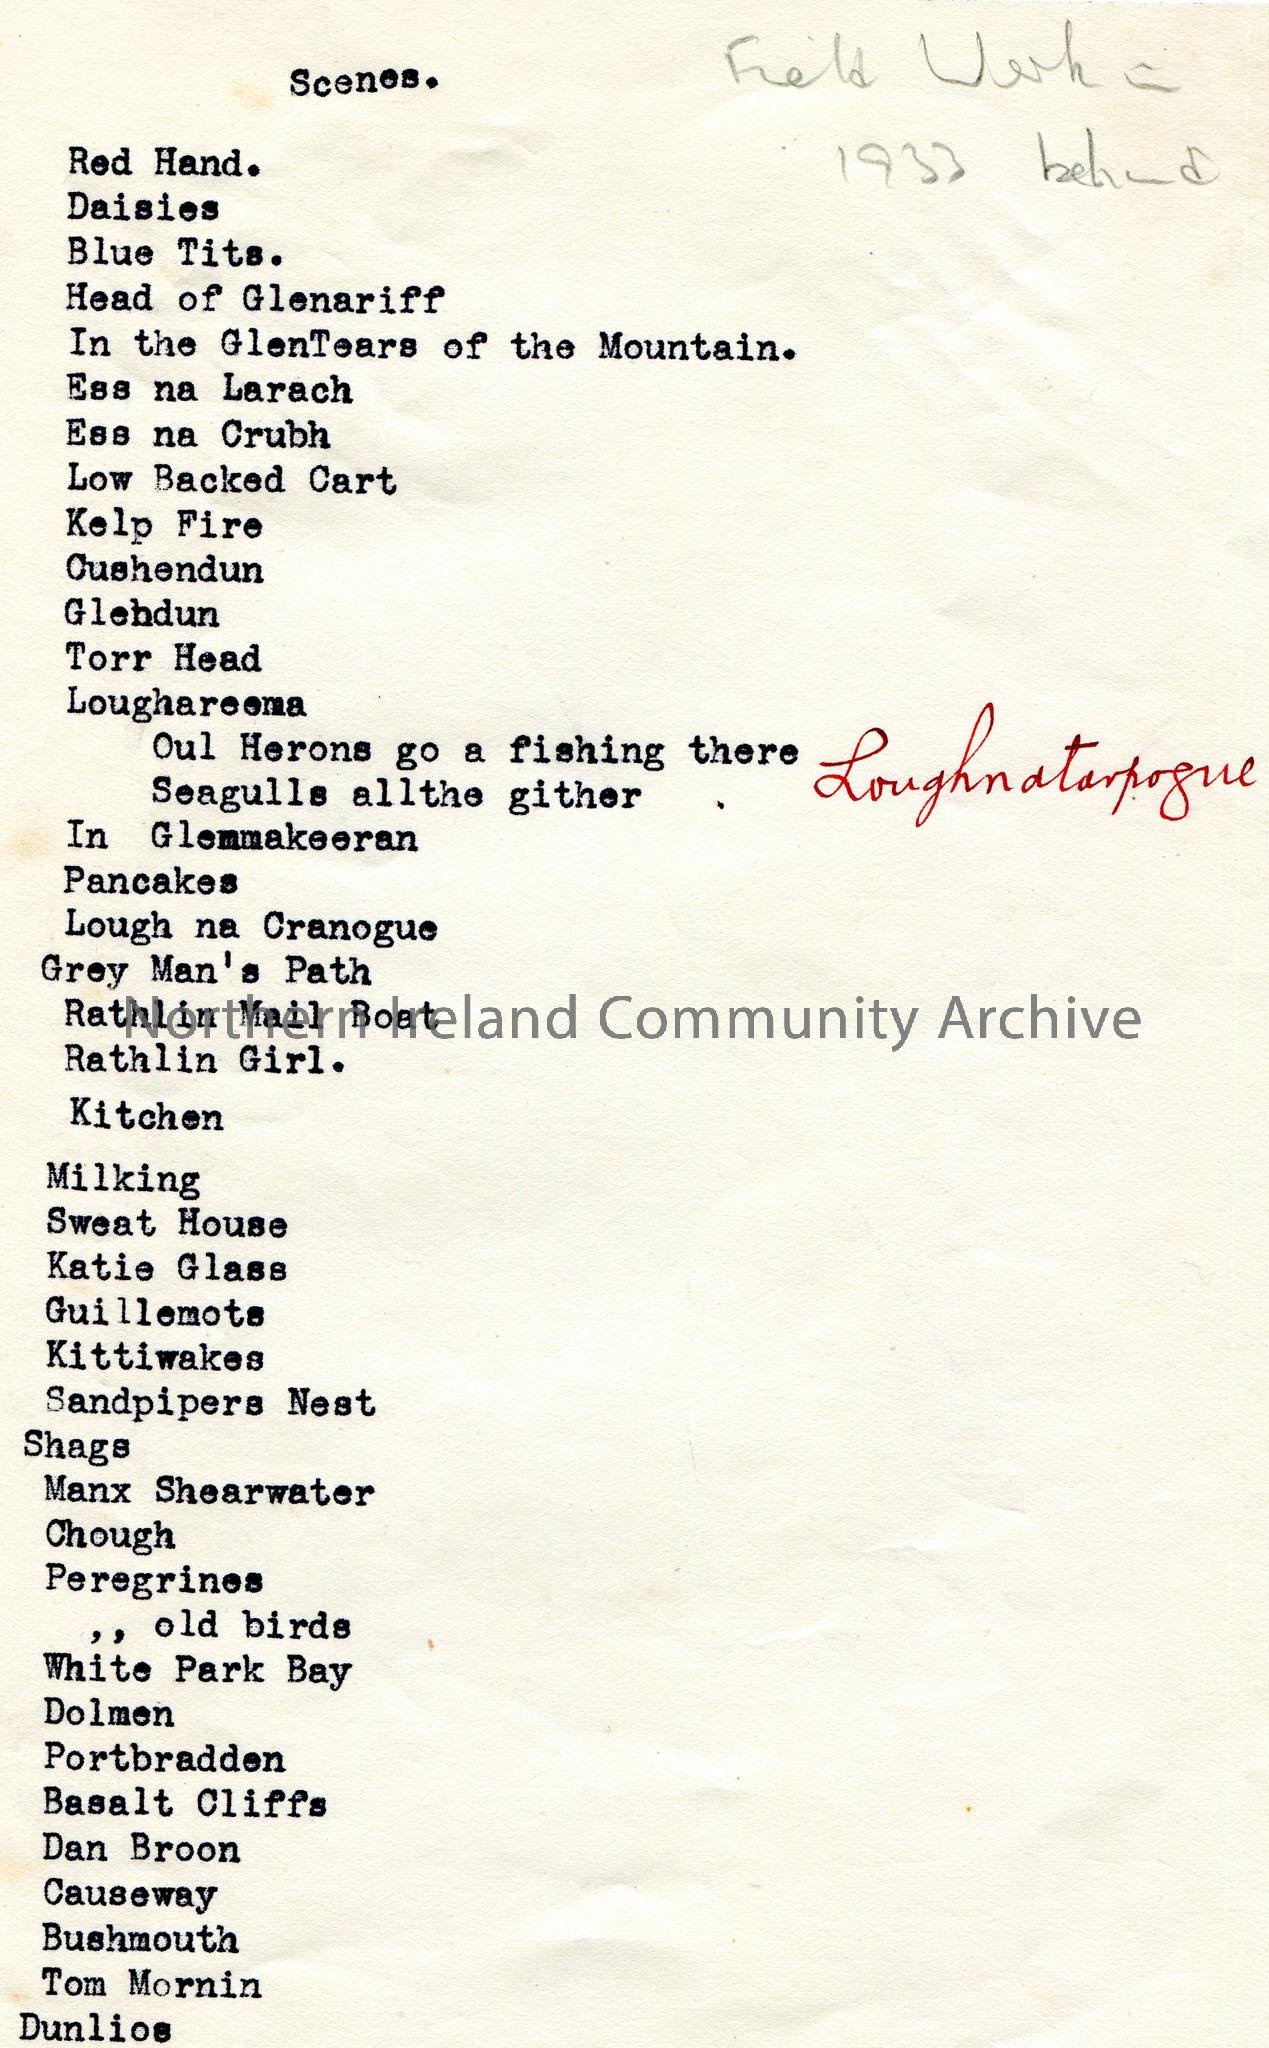 Scenes.
Field Work in
1933 behind
Red Hand.
Daisies
Blue Tits.
Head of Glenariff
In the GlenTears of the Mountain.
Ess na Larach
Ess na Crubh
Low Backed Cart
Kelp Fire
Cushendun
Glehdun
Torr Head
Loughareema
Oul Herons go a fishing there
Seagulls allthe gither .
Loughnatarpogue
In Glemmakeeran
Pancakes
Lough na Cranogue
Grey Man's Path
Rathlin Mail Boat
Northern Ireland Community Archive
Rathlin Girl.
Kitchen
Milking
Sweat House
Katie Glass
Guillemots
Kittiwakes
Sandpipers Nest
Shags
Manx Shearwater
Chough
Peregrines
,, old birds
White Park Bay
Dolmen
Portbradden
Basalt Cliffs
Dan Broon
Causeway
Bushmouth
Tom Mornin
Dunlios